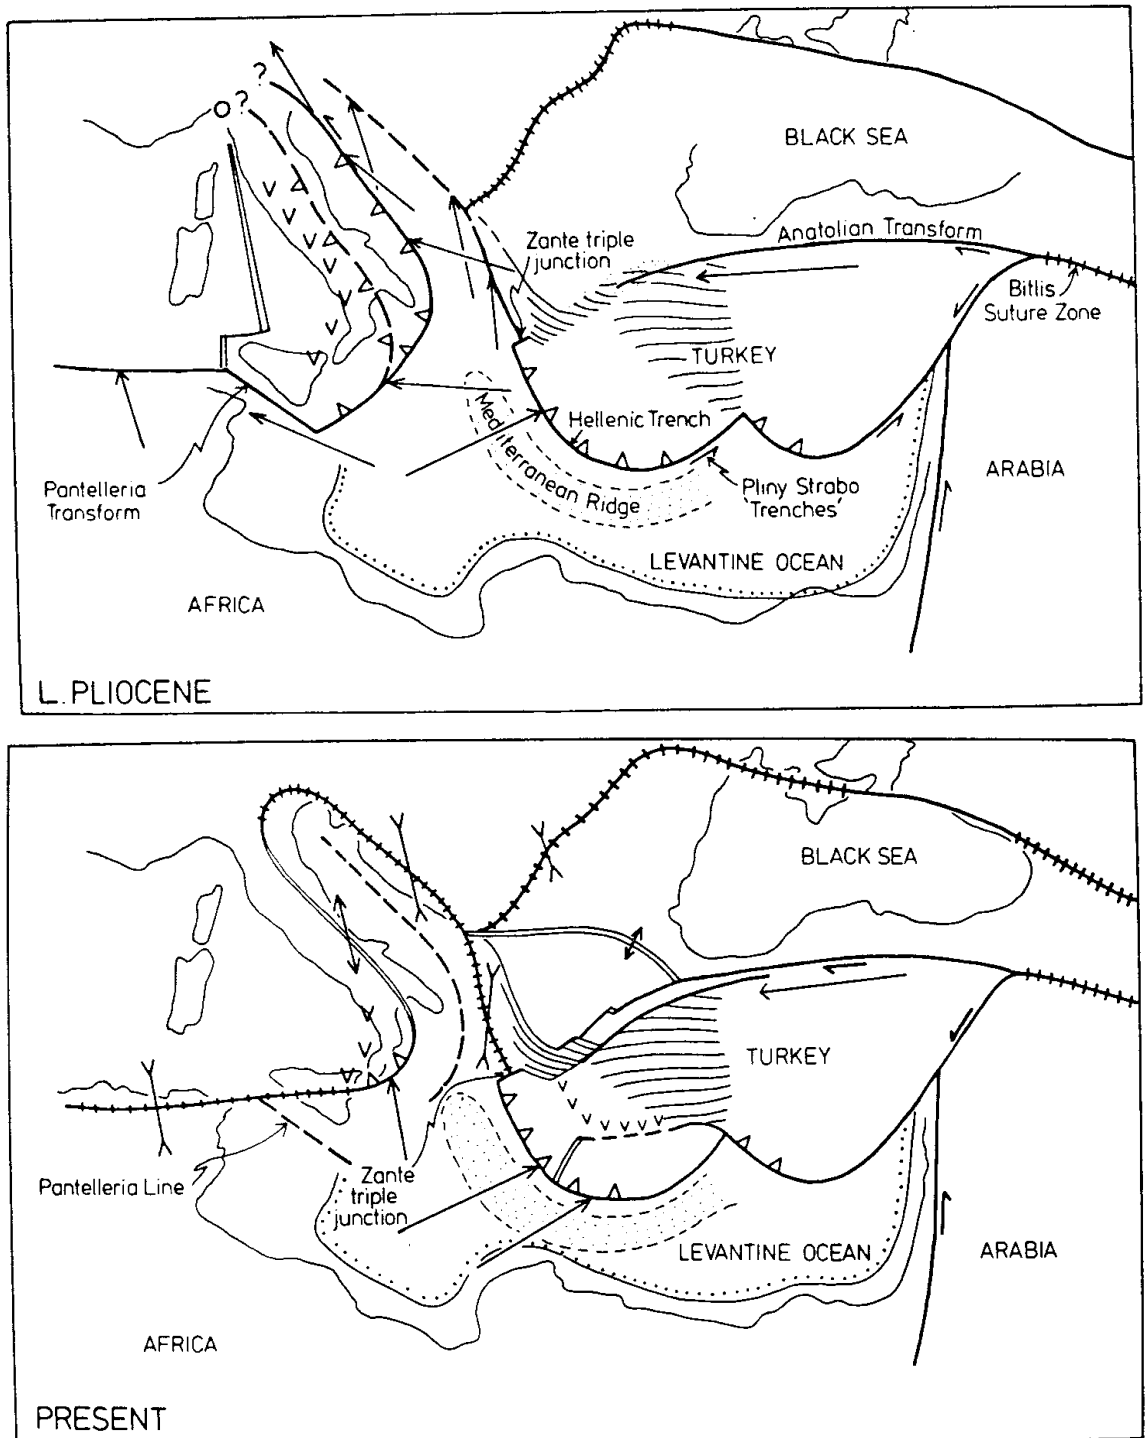 ? ?
O
BLACK SEA
Anatolian Transform
Zante triple
junction
Bitlis
Suture Zone
TURKEY
Hellenic Trench
Mediterranean Ridge
Pliny Strabo
'Trenches'
ARABIA
Pantelleria
Transform
LEVANTINE OCEAN
AFRICA
L. PLIOCENE
BLACK SEA
TURKEY
Pantelleria Line
Zante
triple
junction
LEVANTINE OCEAN
ARABIA
AFRICA
PRESENT